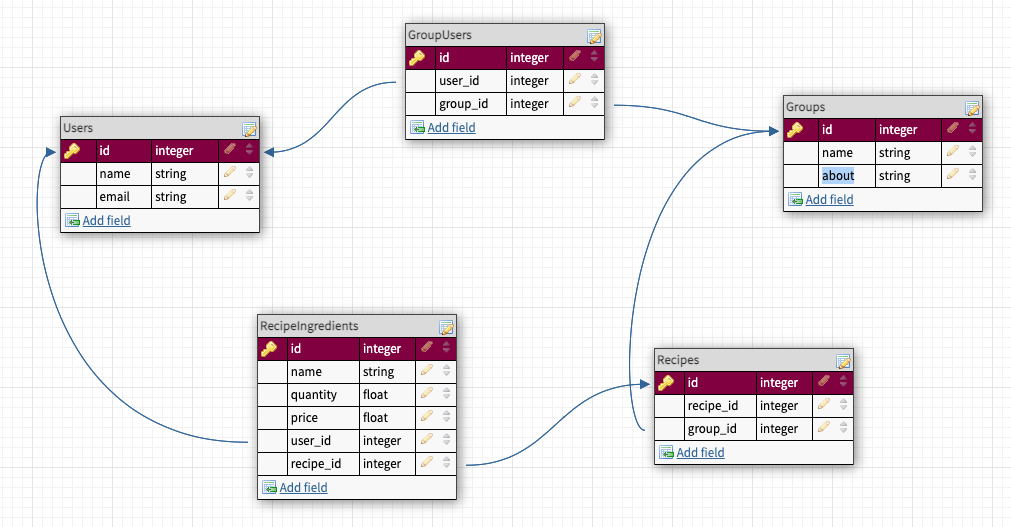 GroupUsers
id integer
user_id integer
group_id integer
Add field
Groups
id integer
name string
about string
Add field
Users
id integer
name string
email string
Add field
RecipeIngredients
id integer
name string
quantity float
price float
user_id integer
recipe_id integer
Add field
Recipes
id integer
recipe_id integer
group_id integer
Add field